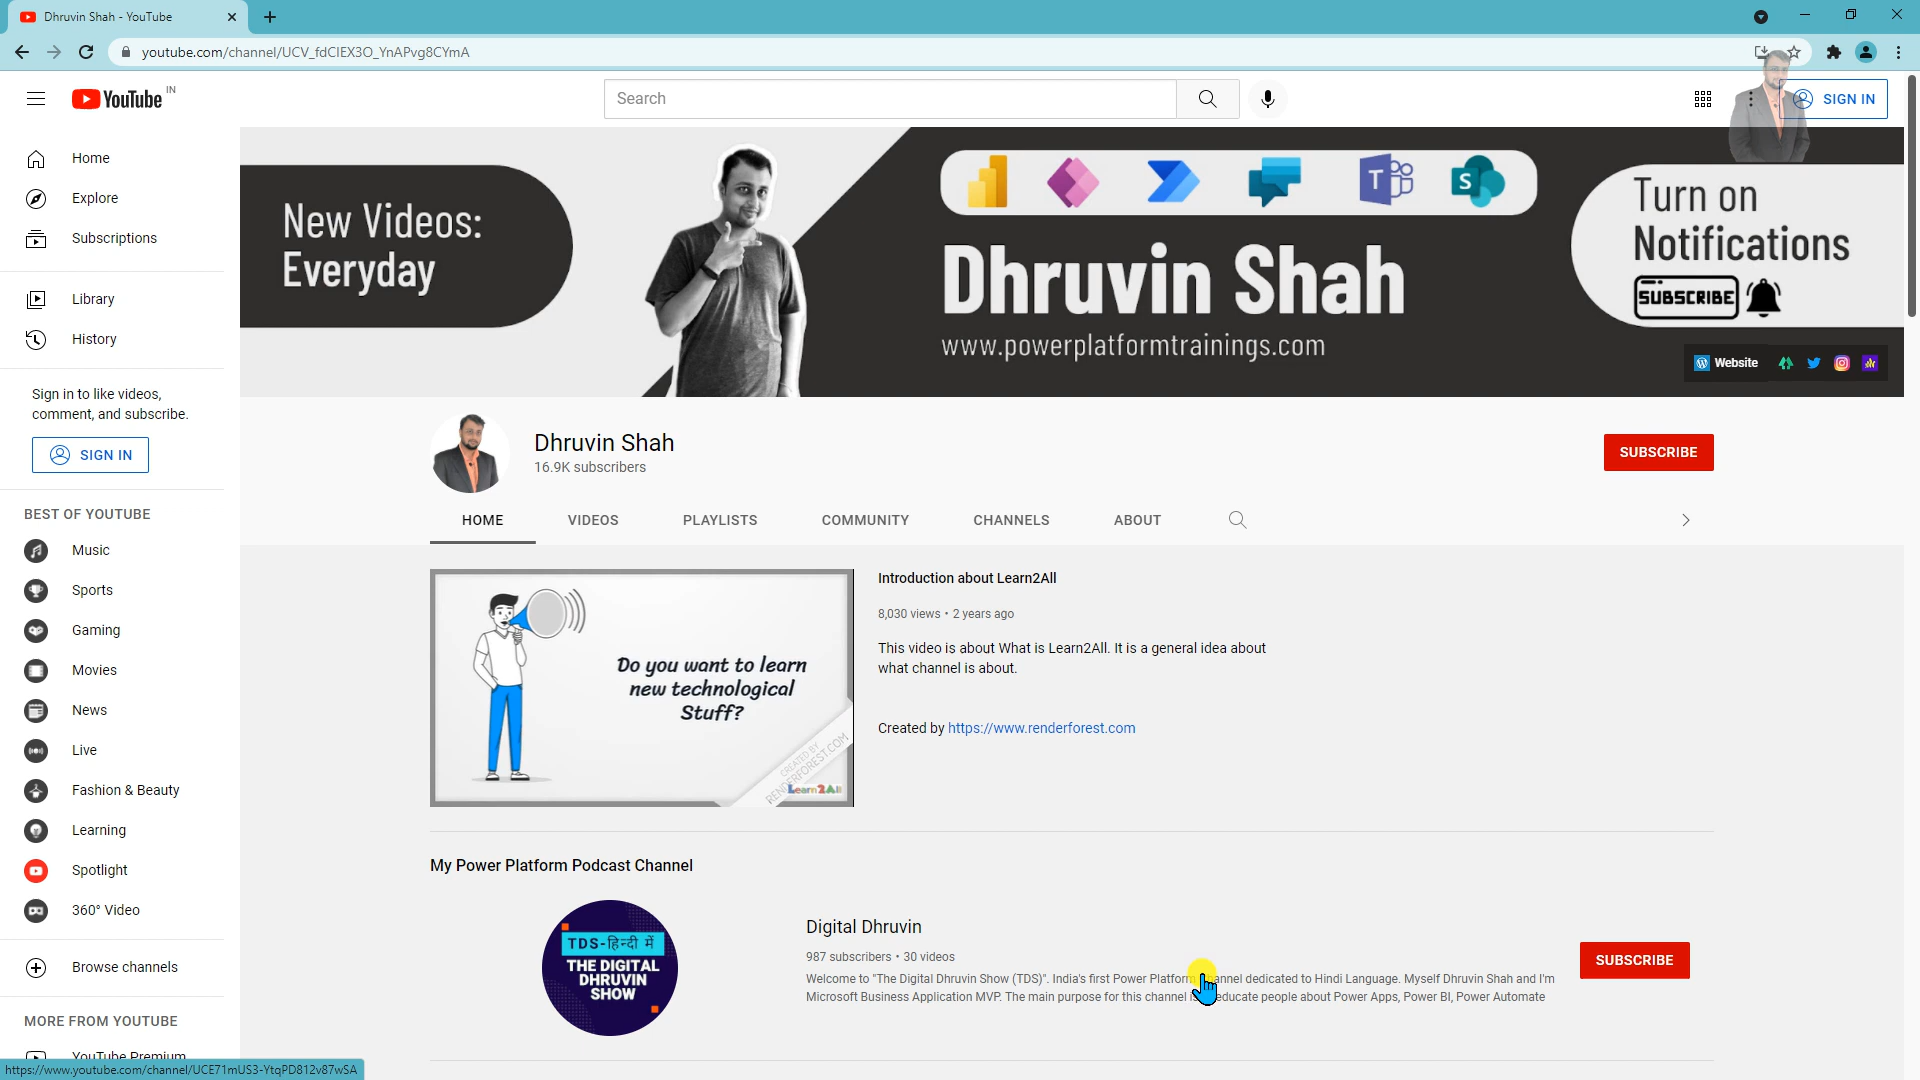 Dhruvin Shah - YouTube
youtube.com/channel/UCV_fdCIEX3O_YnAPvg8CYmA
YouTube IN
Search
SIGN IN
Home
Explore
Subscriptions
Library
History
Sign in to like videos,
comment, and subscribe.
SIGN IN
BEST OF YOUTUBE
Music
Sports
Gaming
Movies
News
Live
Fashion & Beauty
Learning
Spotlight
360° Video
Browse channels
MORE FROM YOUTUBE
YouTube Premium
New Videos:
Everyday
T
S
Dhruvin Shah
www.powerplatformtrainings.com
Turn on
Notifications
SUBSCRIBE
Website
Dhruvin Shah
16.9K subscribers
SUBSCRIBE
HOME
VIDEOS
PLAYLISTS
COMMUNITY
CHANNELS
ABOUT
Do you want to learn
new technological
Stuff?
CREATED BY
RENDERFOREST.COM
Learn2All
Introduction about Learn2All
8,030 views • 2 years ago
This video is about What is Learn2All. It is a general idea about
what channel is about.
Created by https://www.renderforest.com
My Power Platform Podcast Channel
TDS-हिन्दी में
THE DIGITAL
DHRUVIN
SHOW
Digital Dhruvin
987 subscribers • 30 videos
Welcome to "The Digital Dhruvin Show (TDS)". India's first Power Platform dedicated to Hindi Language. Myself Dhruvin Shah and I'm
Microsoft Business Application MVP. The main purpose for this channel educate people about Power Apps, Power BI, Power Automate
SUBSCRIBE
https://www.youtube.com/channel/UCE71mUS3-YtqPD812v87wSA